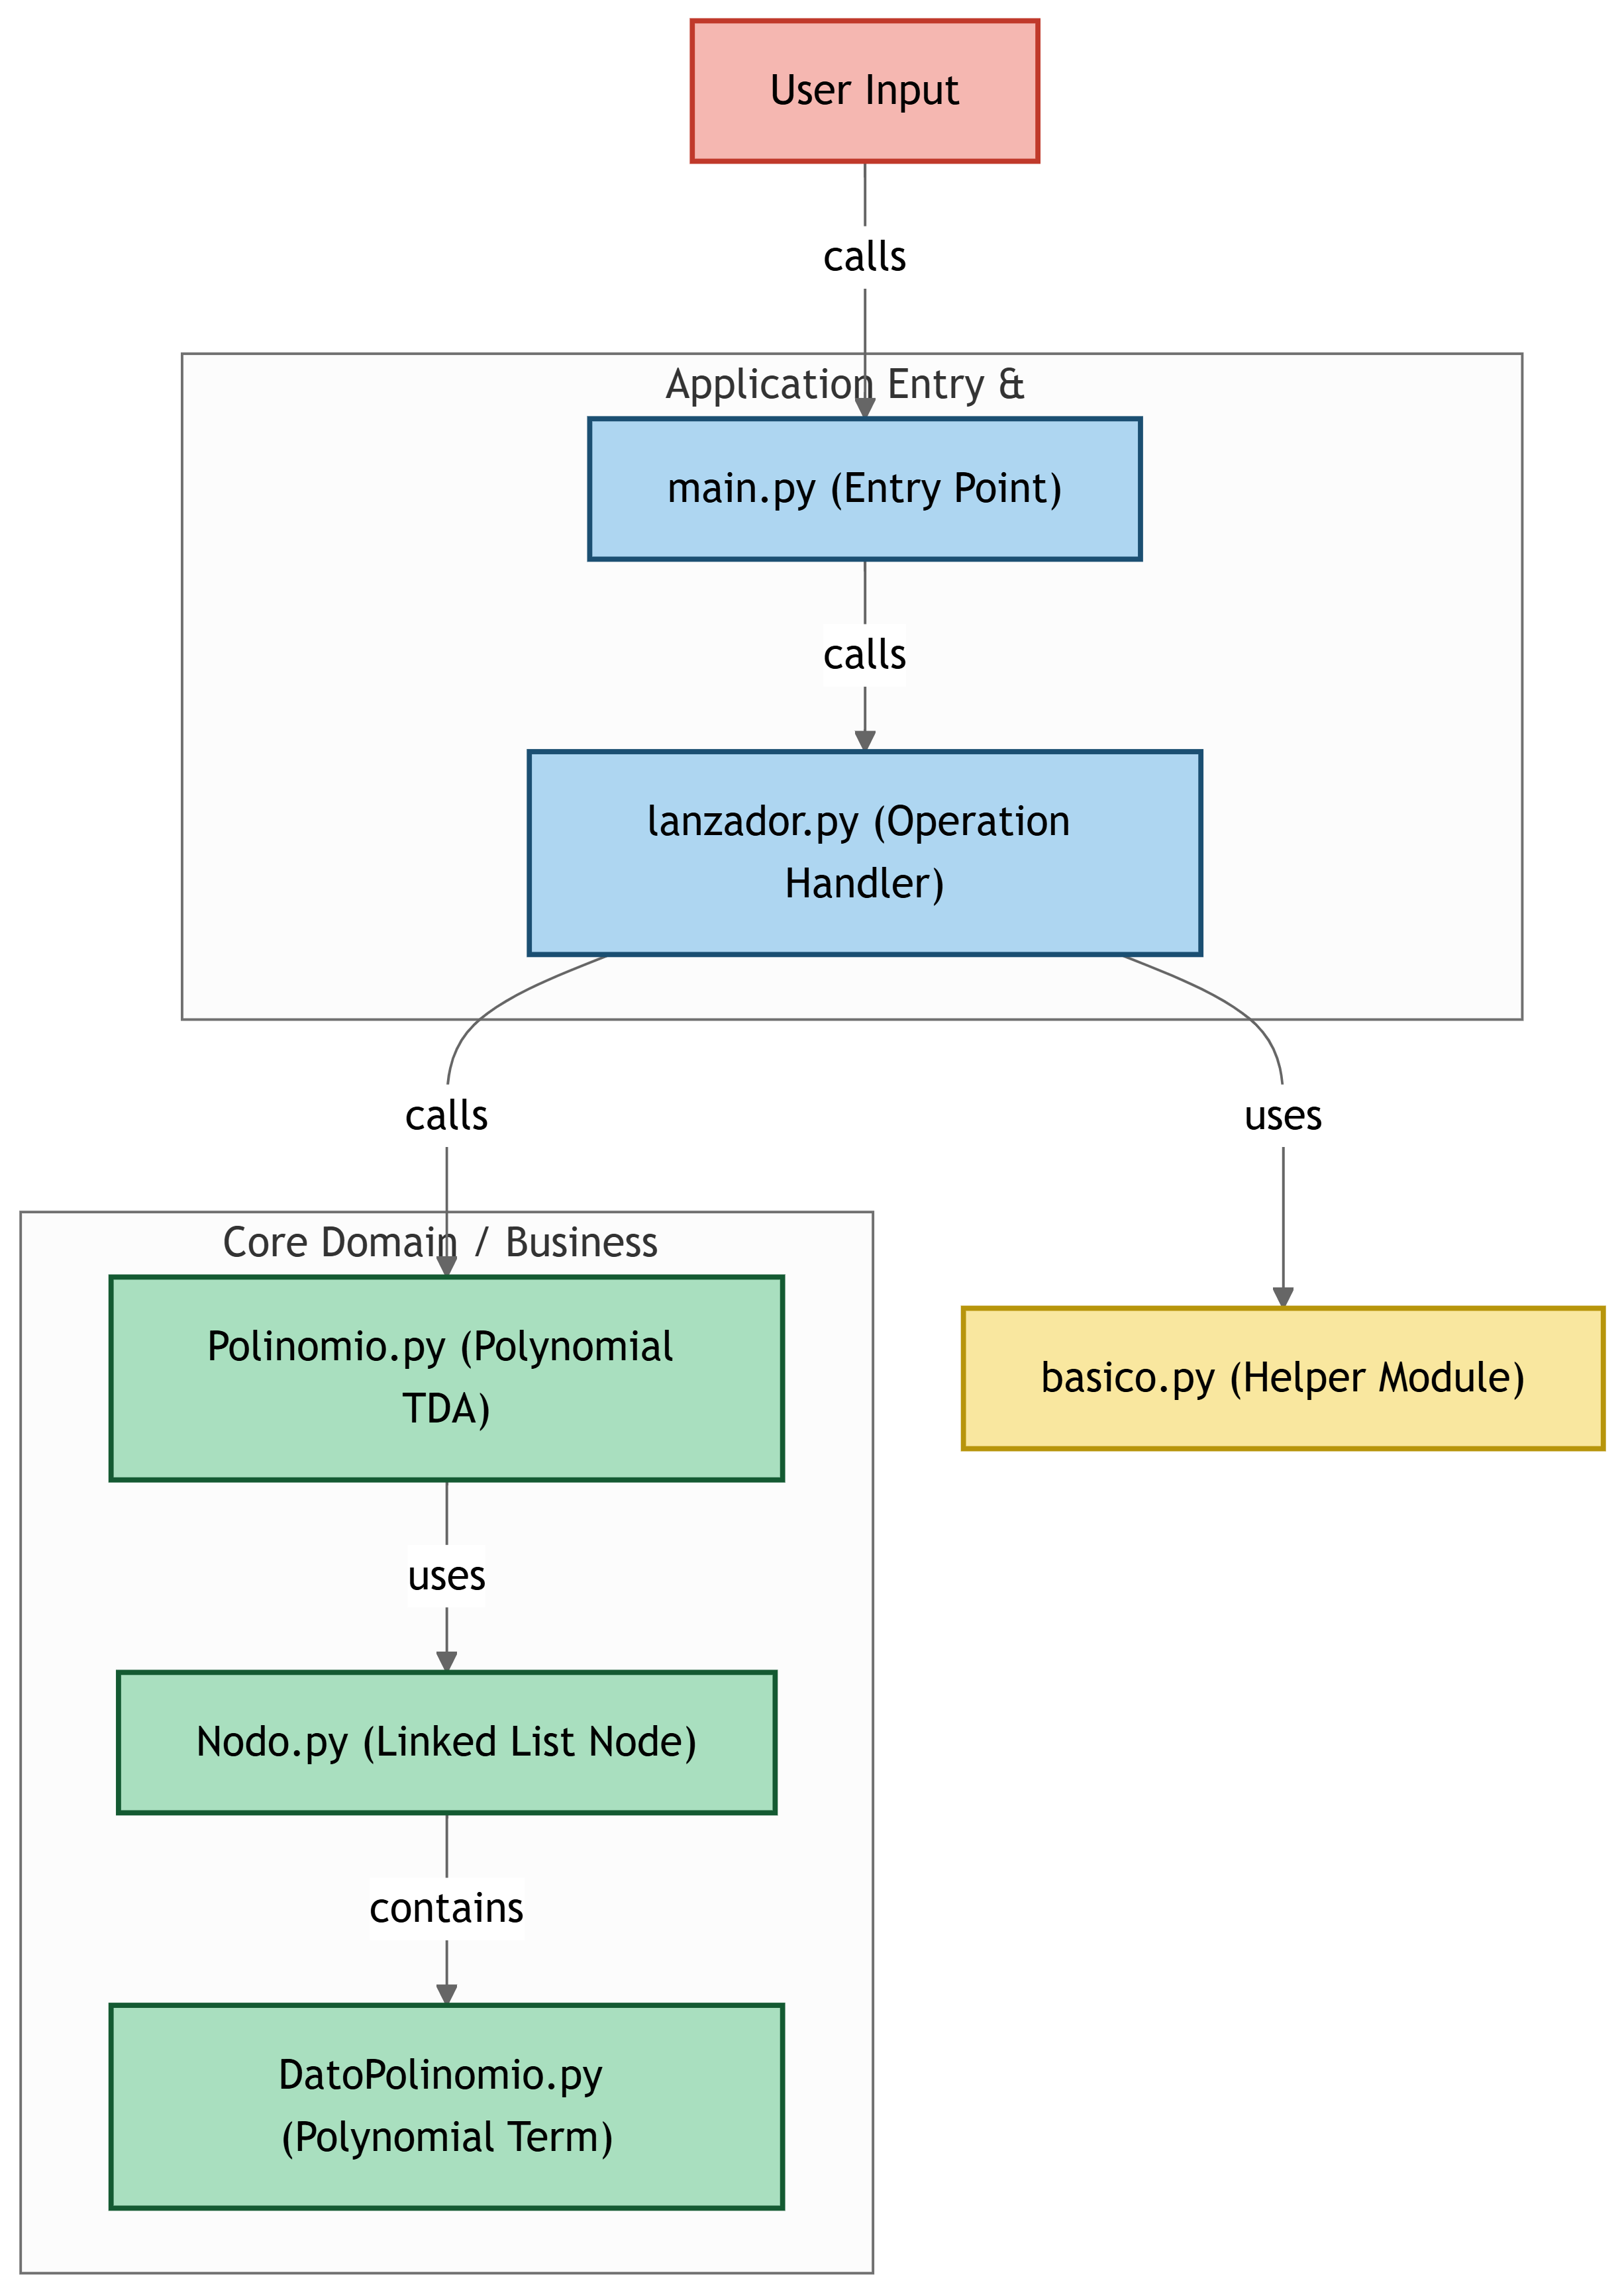 User Input
calls
Application Entry &
main.py (Entry Point)
calls
lanzador.py (Operation
Handler)
calls
uses
Core Domain / Business
Polinomio.py (Polynomial
TDA)
basico.py (Helper Module)
uses
Nodo.py (Linked List Node)
contains
DatoPolinomio.py
(Polynomial Term)